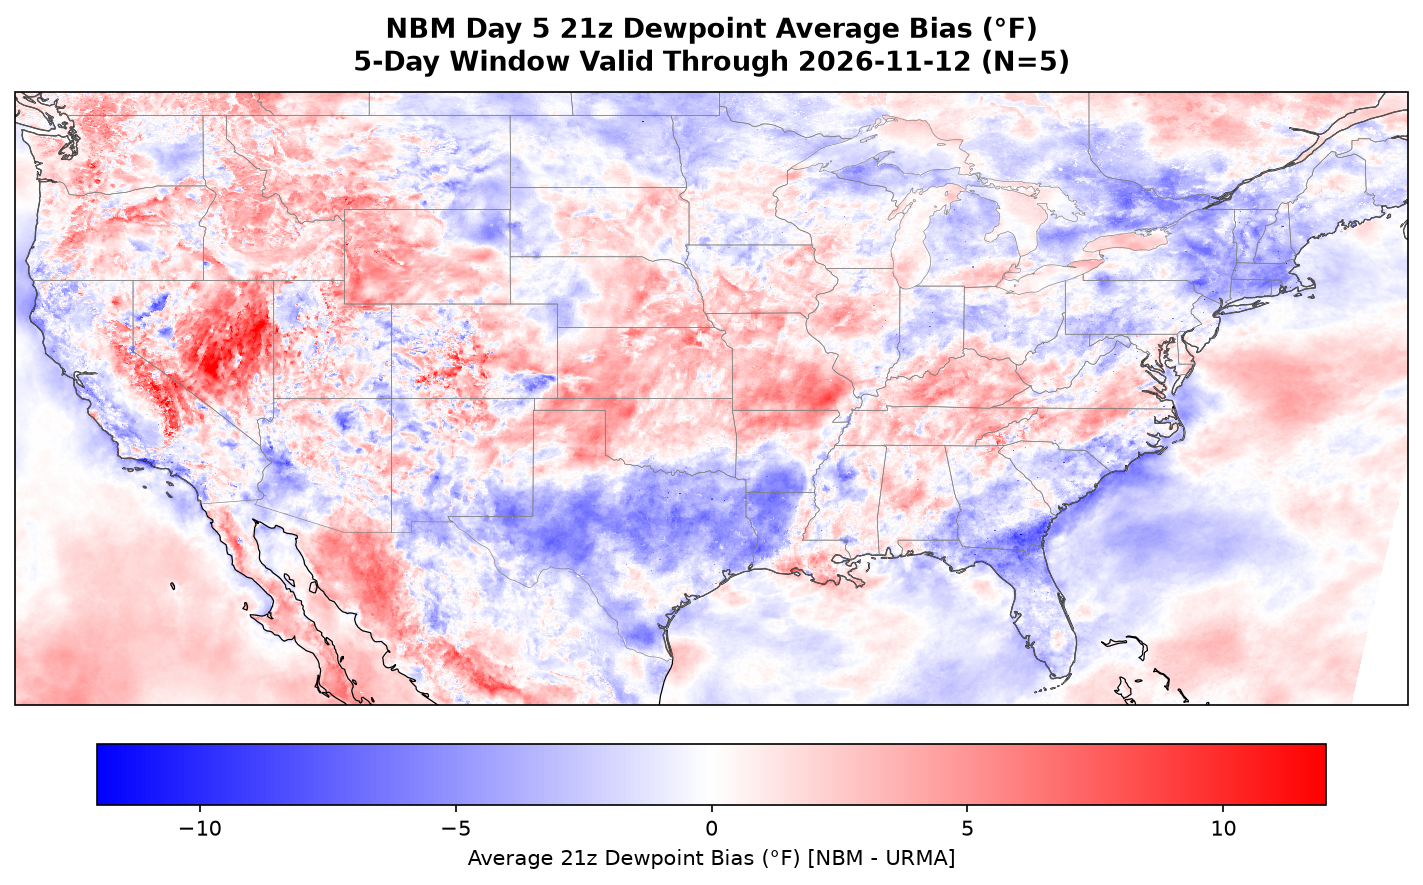 NBM Day 5 21z Dewpoint Average Bias (°F)
5-Day Window Valid Through 2026-11-12 (N=5)
−10 −5 0 5 10
Average 21z Dewpoint Bias (°F) [NBM - URMA]